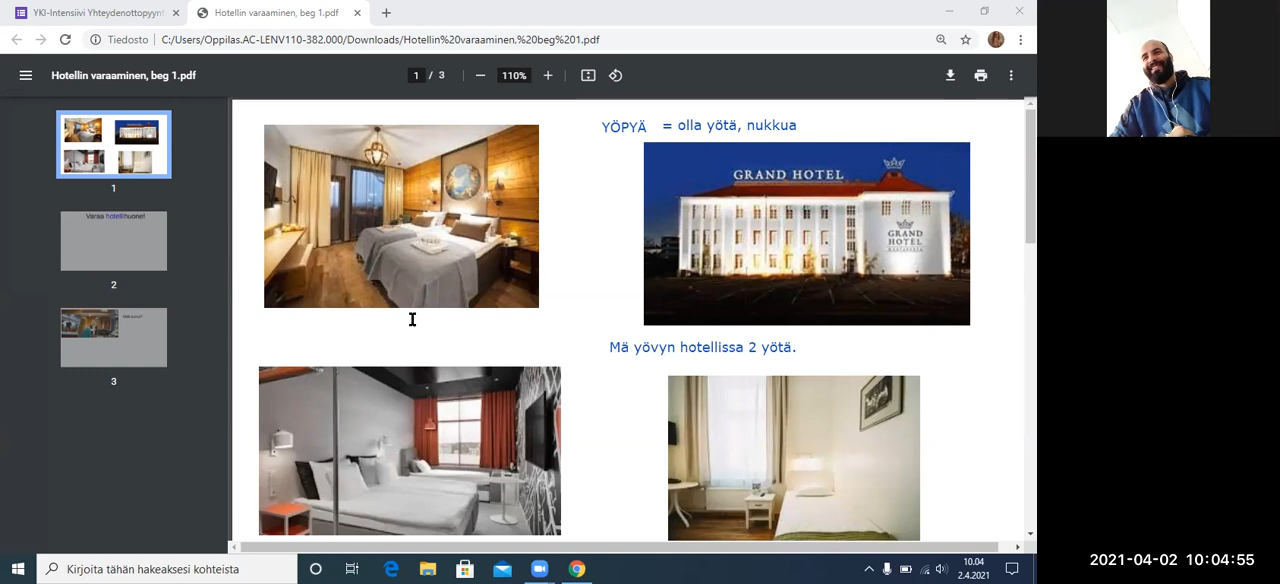 YKI-Intensiivi Yhteydenottopyynt
Hotellin varaaminen, beg 1.pdf
Tiedosto
C:/Users/Oppilas.AC-LENV110-382.000/Downloads/Hotellin%20varaaminen,%20beg%201.pdf
Hotellin varaaminen, beg 1.pdf
1 / 3
110%
YÖPYÄ = olla yötä, nukkua
GRAND HOTEL
GRAND
HOTEL
Mä yövyn hotellissa 2 yötä.
1
Varaa hotellihuone!
2
3
Kirjoita tähän hakeaksesi kohteista
10.04
2.4.2021
2021-04-02 10:04:55